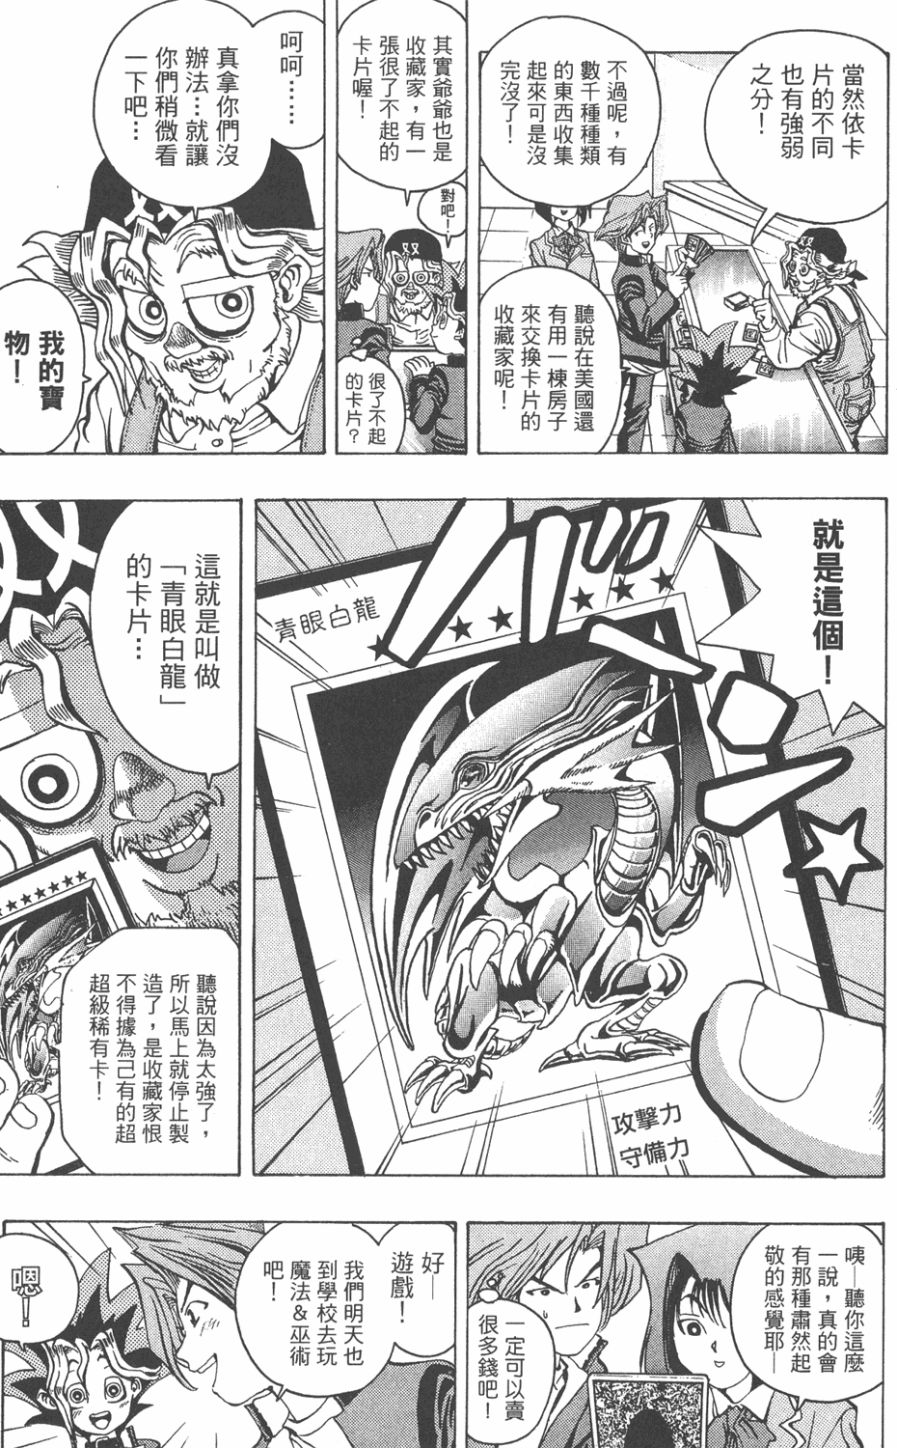 當然依卡
片的不同
也有強弱
之分！
不過呢，有
數千種種類
的東西收集
起來可是沒
完沒了！
聽說在美國還
有用一棟房子
來交換卡片的
收藏家呢！
其實爺爺也是
收藏家，有一
張很了不起的
卡片喔！
對吧！
很了不起
的卡片？
呵呵……
真拿你們沒
辦法…就讓
你們稍微看
一下吧…
我的寶
物！
就是這個！
バババーン
青眼白龍
攻擊力
守備力
這就是叫做
「青眼白龍」
的卡片…
聽說因為太強了，
所以馬上就停止製
造了，是收藏家恨
不得據為己有的超
超級稀有卡！
咦—聽你這麼
一說，真的會
有那種肅然起
敬的感覺耶—
一定可以賣
很多錢吧！
好—
遊戲！
我們明天也
到學校去玩
魔法&巫術
吧！
嗯！